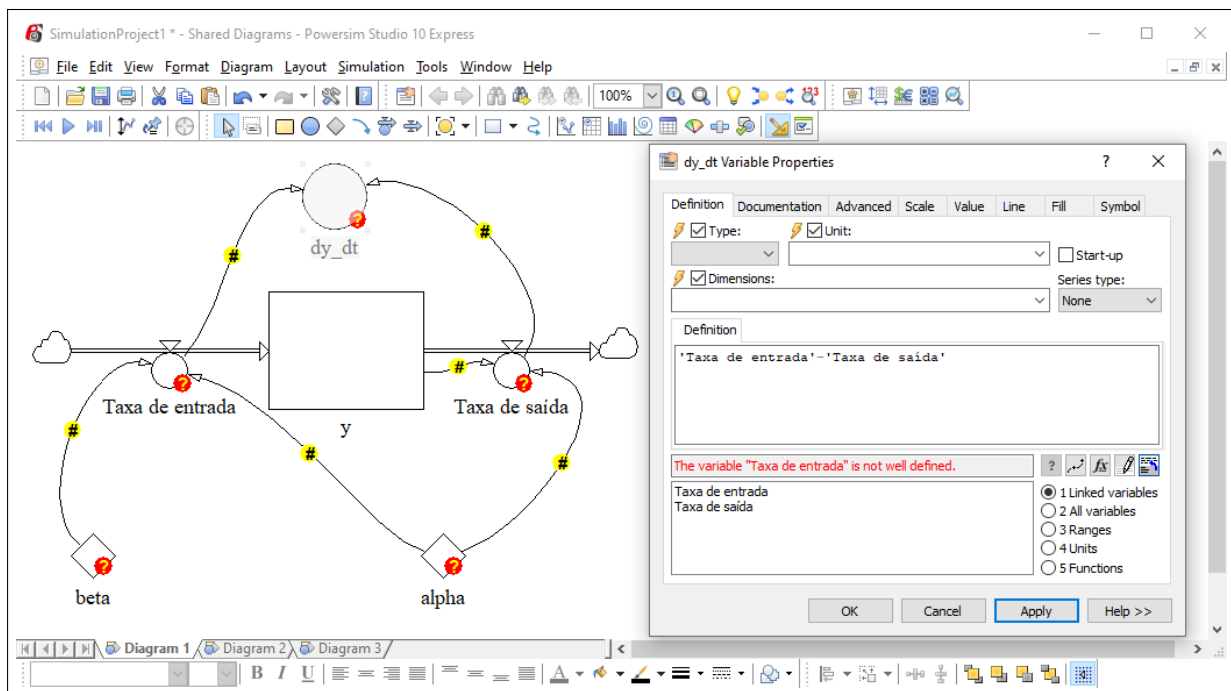 SimulationProject1 * - Shared Diagrams - Powersim Studio 10 Express
File Edit View Format Diagram Layout Simulation Tools Window Help
100%
123
dy_dt
#
#
Taxa de entrada
y
#
Taxa de saída
#
#
#
beta
alpha
dy_dt Variable Properties
?
Definition Documentation Advanced Scale Value Line Fill Symbol
Type: Unit:
Start-up
Dimensions: Series type:
None
Definition
'Taxa de entrada'-'Taxa de saída'
The variable "Taxa de entrada" is not well defined.
? fx
Taxa de entrada
Taxa de saída
1 Linked variables
2 All variables
3 Ranges
4 Units
5 Functions
OK Cancel Apply Help >>
Diagram 1 Diagram 2 Diagram 3
B I U A